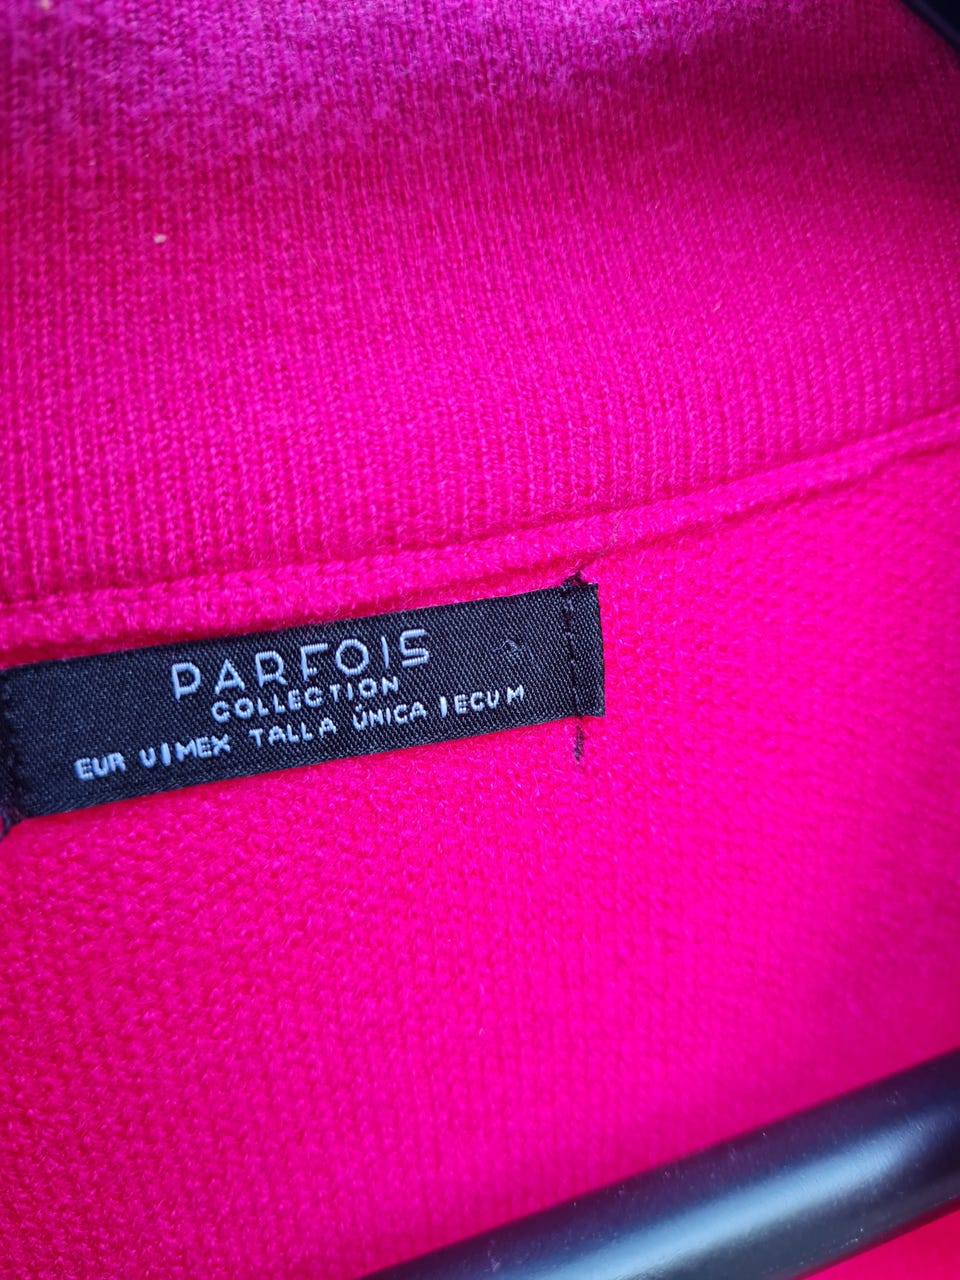 PARFOIS
COLLECTION
EUR U|MEX TALLA ÚNICA |ECU M